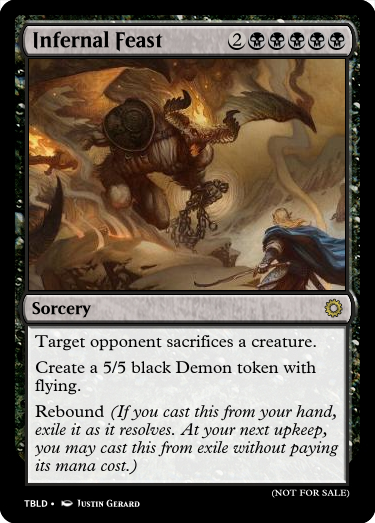 Infernal Feast 2
Sorcery
Target opponent sacrifices a creature.
Create a 5/5 black Demon token with
flying.
Rebound (If you cast this from your hand,
exile it as it resolves. At your next upkeep,
you may cast this from exile without paying
its mana cost.)
(NOT FOR SALE)
TBLD • Justin Gerard